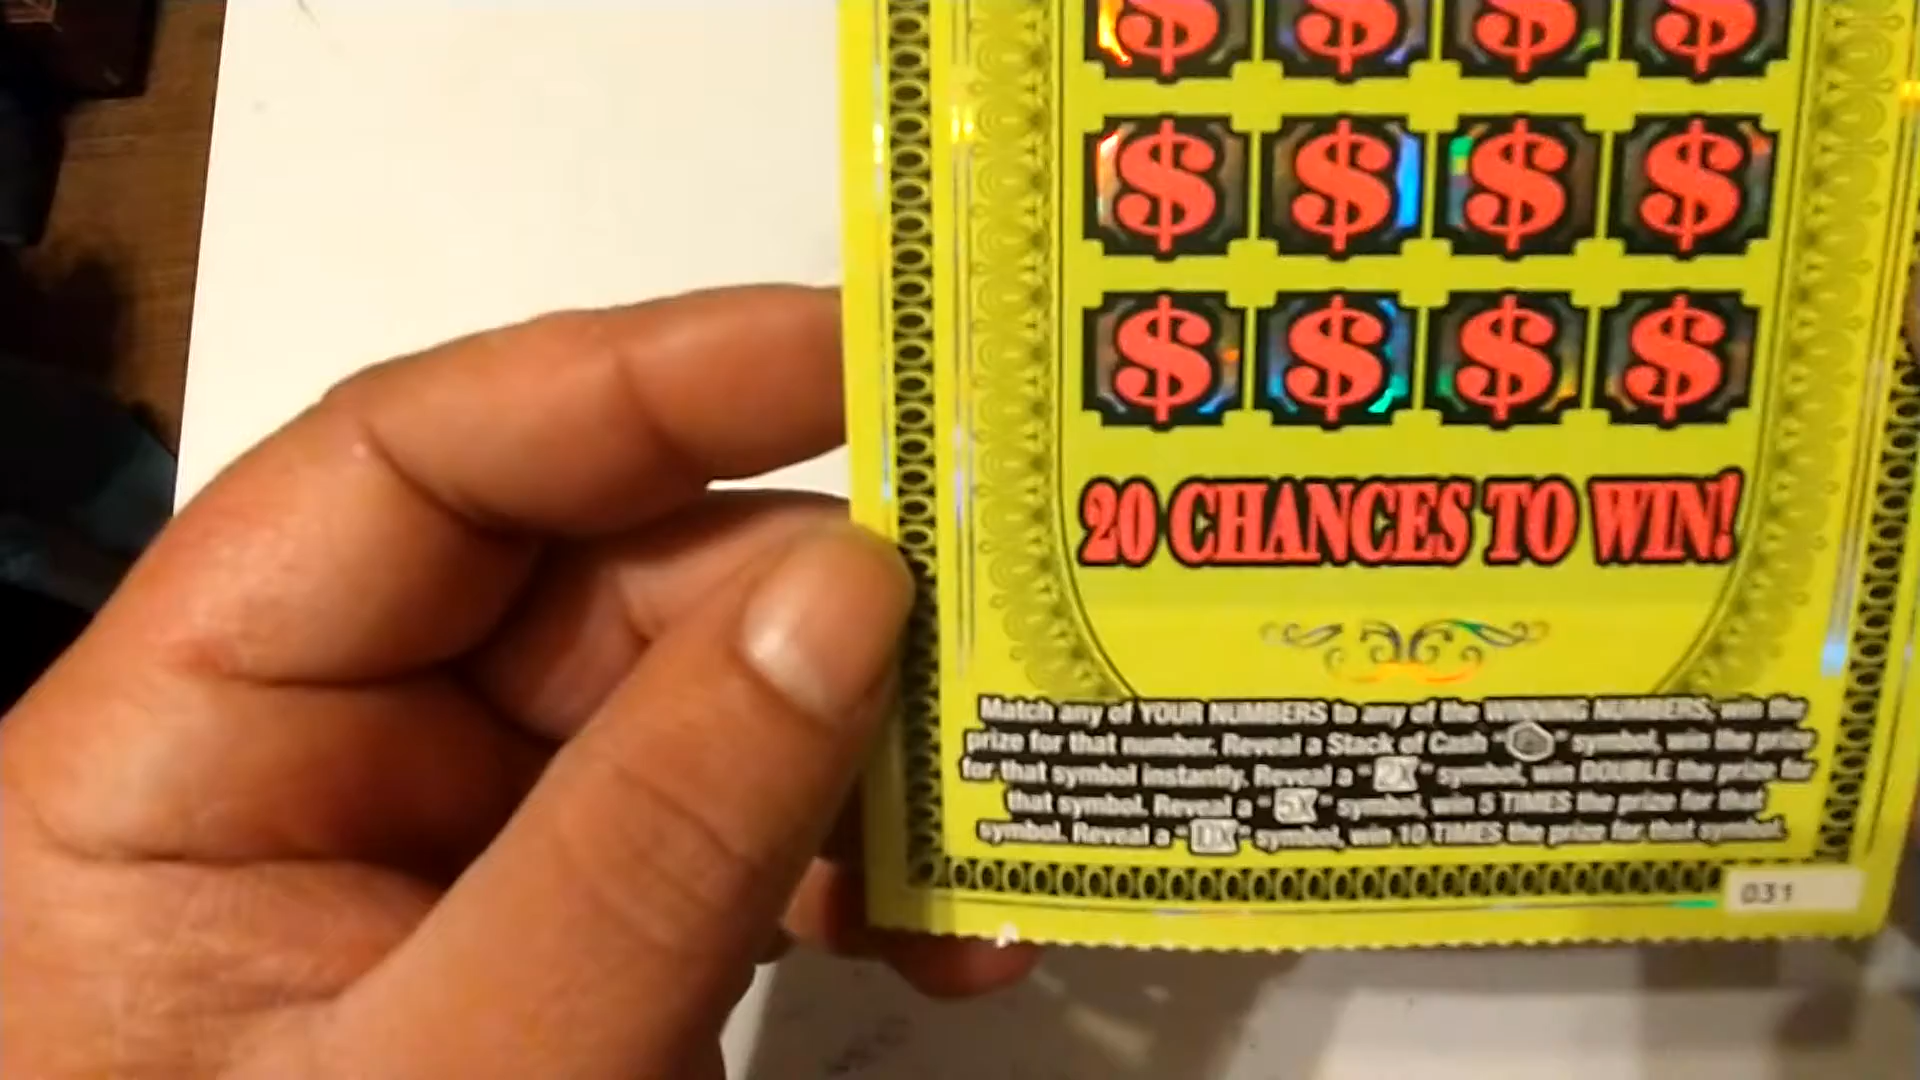 $ $ $ $
$ $ $ $
$ $ $ $
20 CHANCES TO WIN!
Match any of YOUR NUMBERS to any of the WINNING NUMBERS, win the
prize for that number. Reveal a Stack of Cash " " symbol, win the prize
for that symbol instantly. Reveal a "2X" symbol, win DOUBLE the prize for
that symbol. Reveal a "5X" symbol, win 5 TIMES the prize for that
symbol. Reveal a "10X" symbol, win 10 TIMES the prize for that symbol.
031